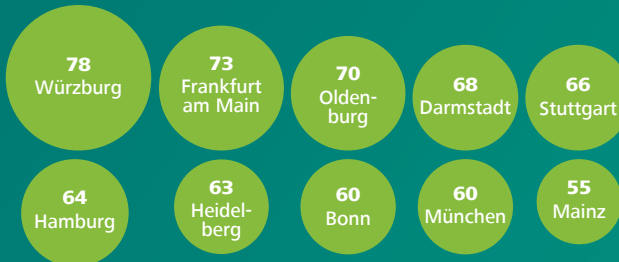 78
Würzburg
73
Frankfurt
am Main
70
Olden-
burg
68
Darmstadt
66
Stuttgart
64
Hamburg
63
Heidel-
berg
60
Bonn
60
München
55
Mainz